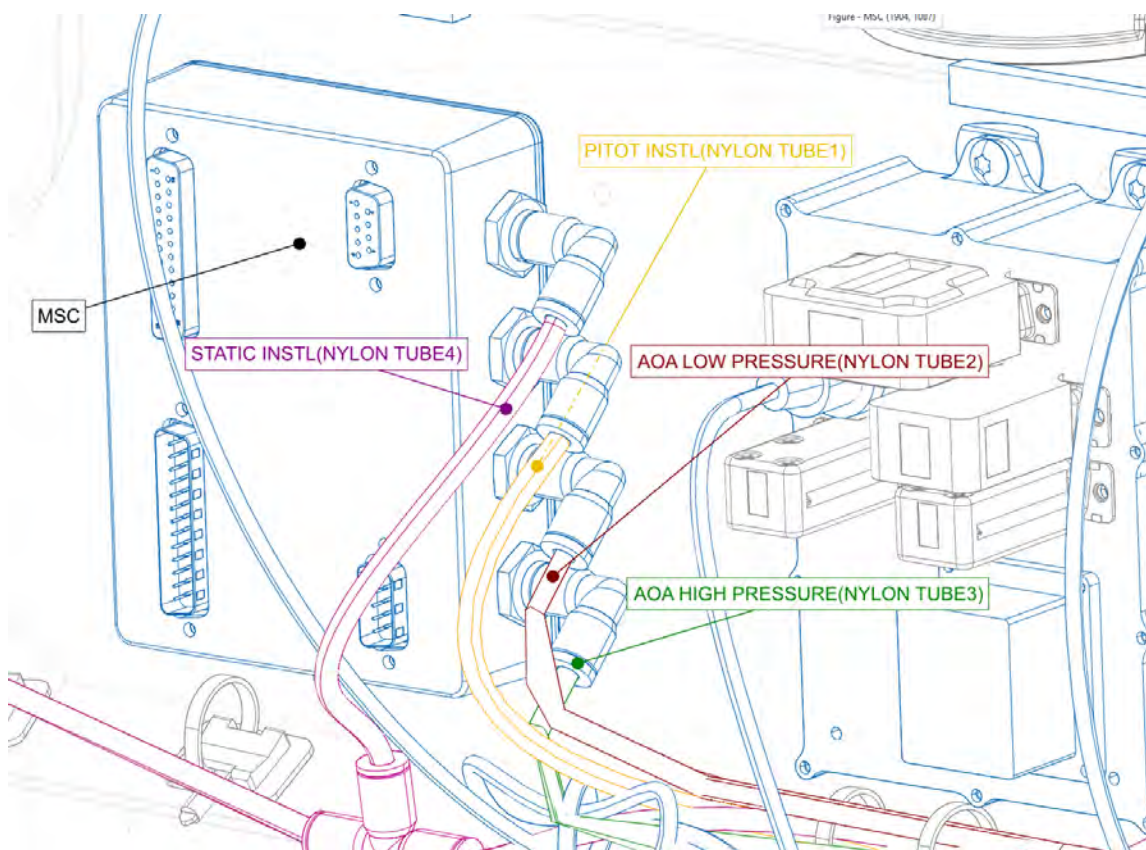 Figure - MSC (1904, 1087)
PITOT INSTL(NYLON TUBE1)
MSC
STATIC INSTL(NYLON TUBE4)
AOA LOW PRESSURE(NYLON TUBE2)
AOA HIGH PRESSURE(NYLON TUBE3)